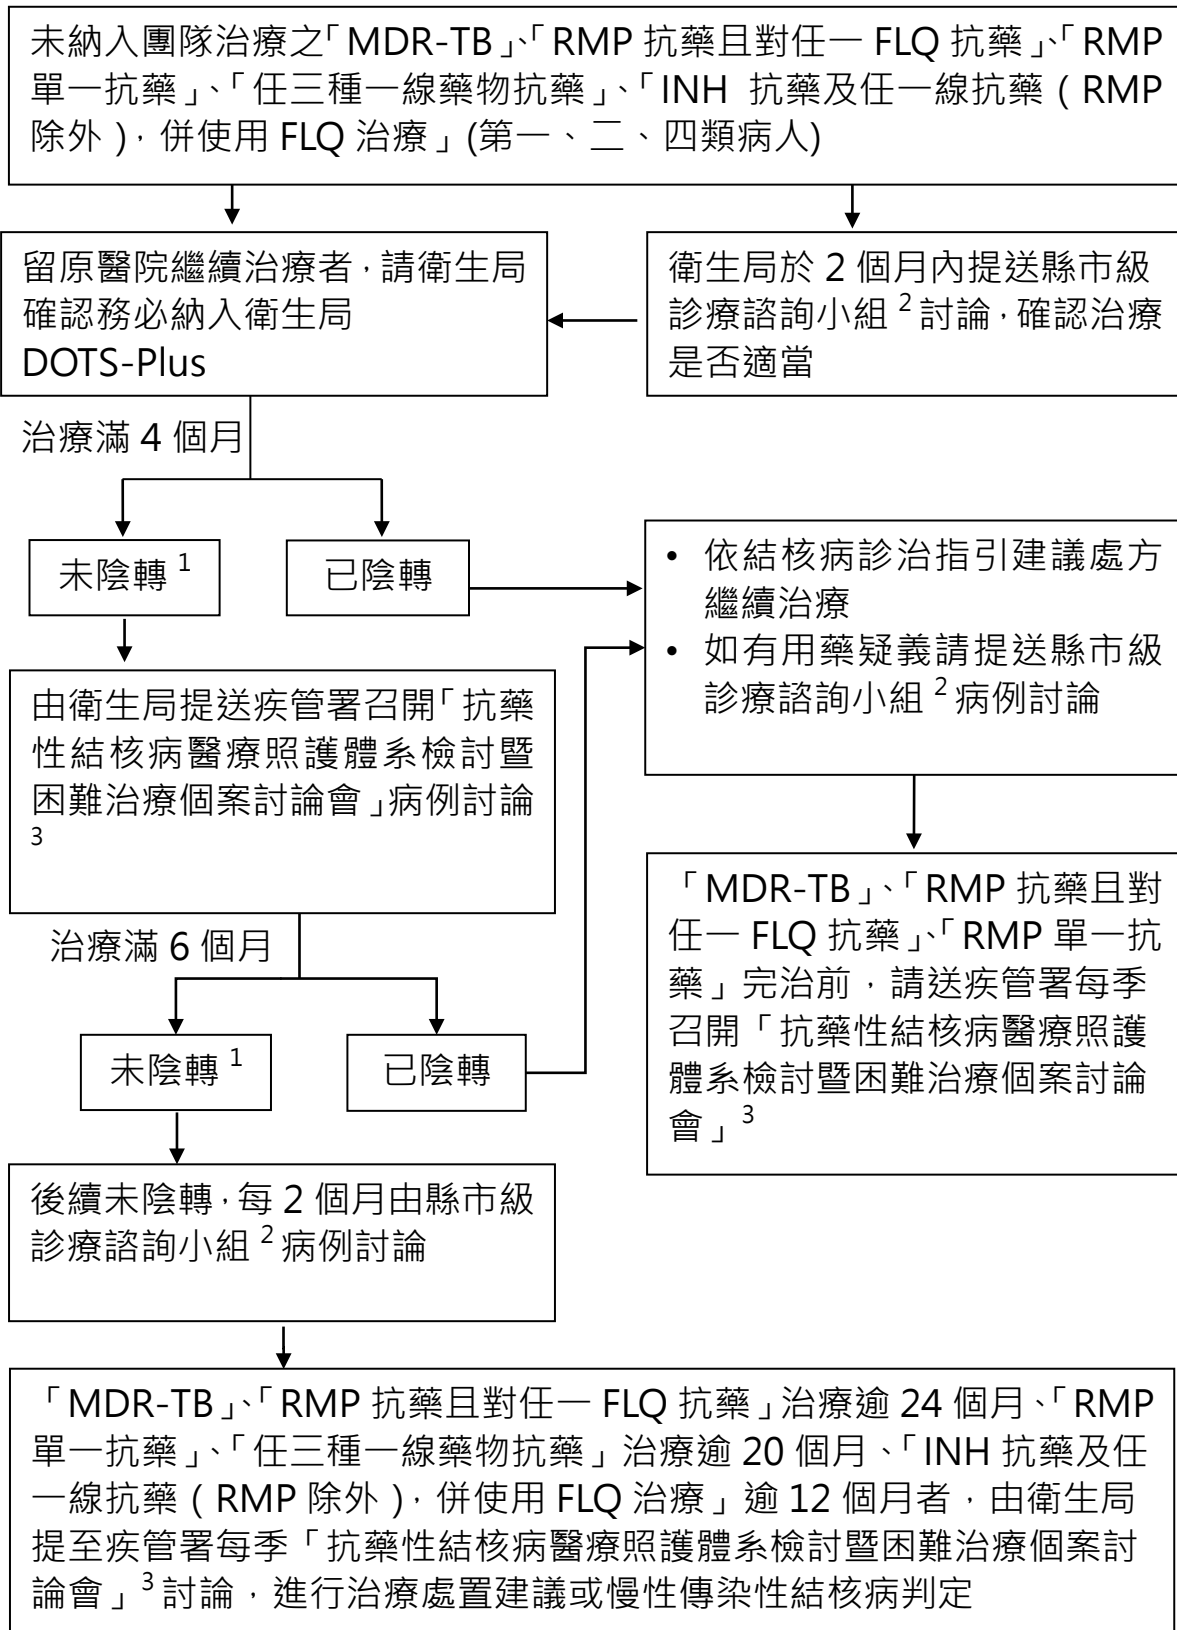 未納入團隊治療之「MDR-TB」、「RMP 抗藥且對任一 FLQ 抗藥」、「RMP
單一抗藥」、「任三種一線藥物抗藥」、「INH 抗藥及任一線抗藥（RMP
除外），併使用 FLQ 治療」(第一、二、四類病人)
留原醫院繼續治療者，請衛生局
確認務必納入衛生局
DOTS-Plus
衛生局於 2 個月內提送縣市級
診療諮詢小組 2 討論，確認治療
是否適當
治療滿 4 個月
未陰轉 1
已陰轉
• 依結核病診治指引建議處方
繼續治療
• 如有用藥疑義請提送縣市級
診療諮詢小組 2 病例討論
由衛生局提送疾管署召開「抗藥
性結核病醫療照護體系檢討暨
困難治療個案討論會」病例討論
3
「MDR-TB」、「RMP 抗藥且對
任一 FLQ 抗藥」、「RMP 單一抗
藥」完治前，請送疾管署每季
召開「抗藥性結核病醫療照護
體系檢討暨困難治療個案討論
會」3
治療滿 6 個月
未陰轉 1
已陰轉
後續未陰轉，每 2 個月由縣市級
診療諮詢小組 2 病例討論
「MDR-TB」、「RMP 抗藥且對任一 FLQ 抗藥」治療逾 24 個月、「RMP
單一抗藥」、「任三種一線藥物抗藥」治療逾 20 個月、「INH 抗藥及任
一線抗藥（RMP 除外），併使用 FLQ 治療」逾 12 個月者，由衛生局
提至疾管署每季「抗藥性結核病醫療照護體系檢討暨困難治療個案討
論會」3 討論，進行治療處置建議或慢性傳染性結核病判定